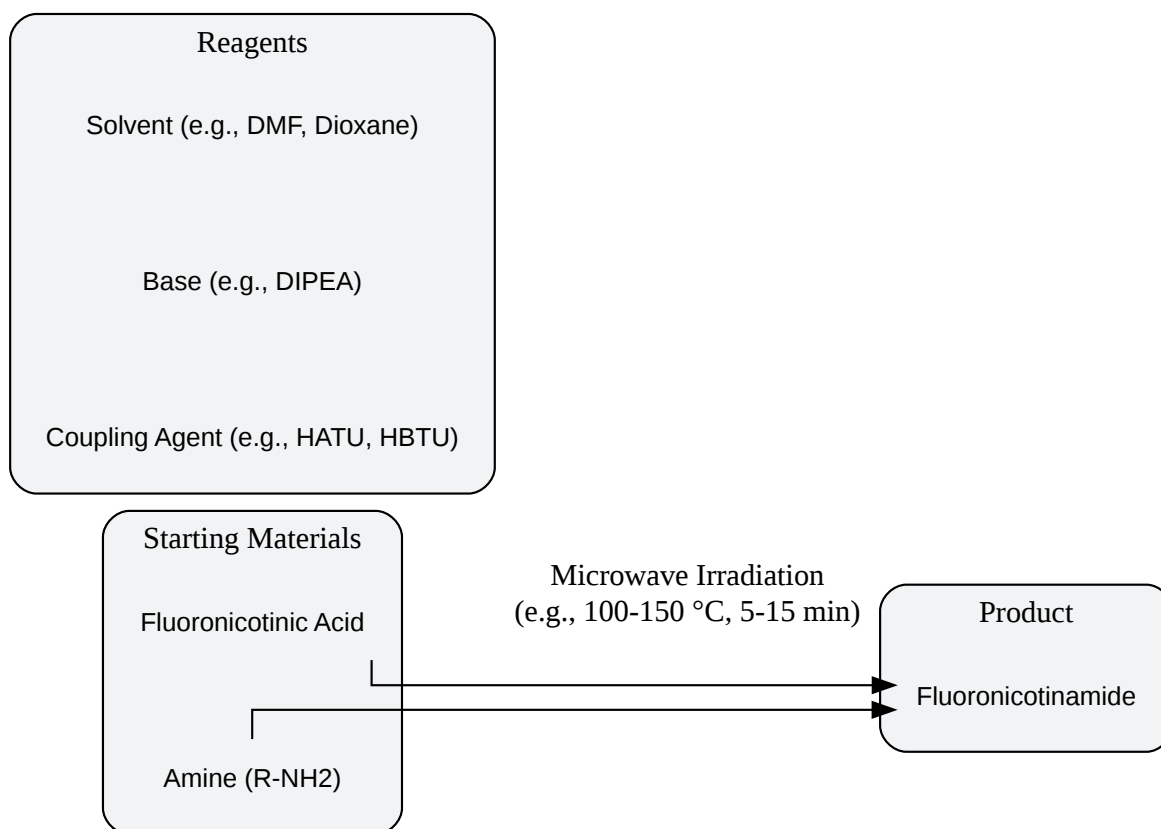 Reagents
Solvent (e.g., DMF, Dioxane)
Base (e.g., DIPEA)
Coupling Agent (e.g., HATU, HBTU)
Starting Materials
Fluoronicotinic Acid
Amine (R-NH2)
Microwave Irradiation
(e.g., 100-150 °C, 5-15 min)
Product
Fluoronicotinamide